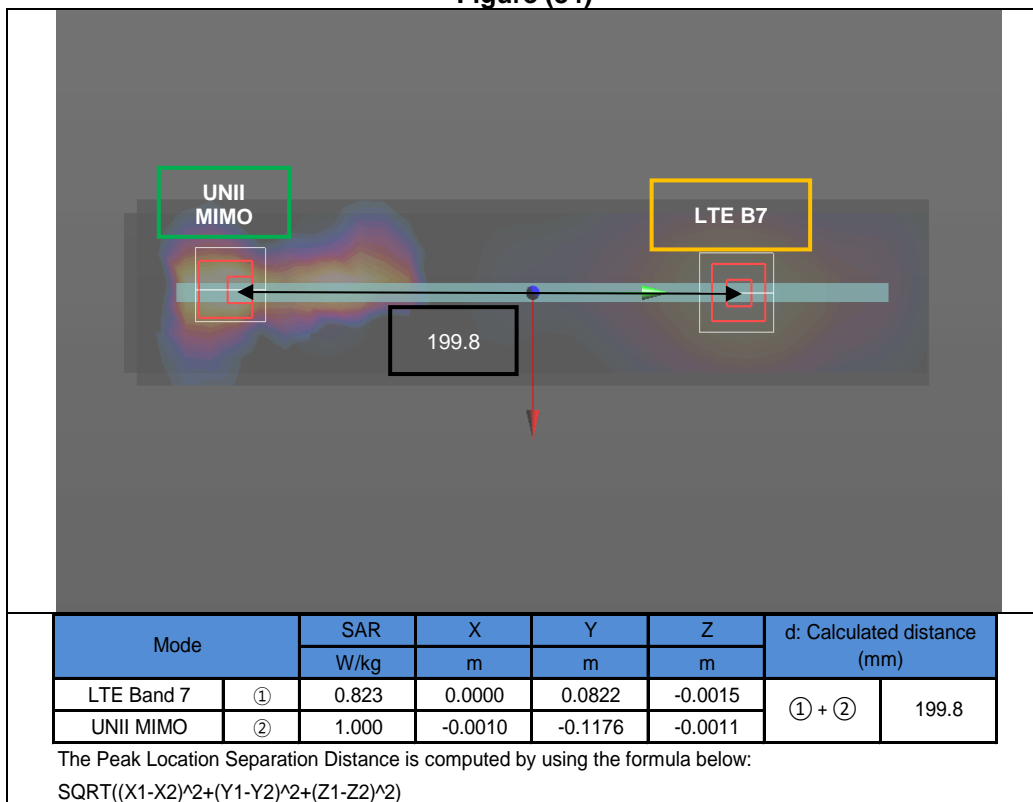 UNII
MIMO
LTE B7
199.8
Mode SAR X Y Z d: Calculated distance (mm)
W/kg m m m
LTE Band 7 ① 0.823 0.0000 0.0822 -0.0015 ① + ② 199.8
UNII MIMO ② 1.000 -0.0010 -0.1176 -0.0011
The Peak Location Separation Distance is computed by using the formula below:
SQRT((X1-X2)^2+(Y1-Y2)^2+(Z1-Z2)^2)